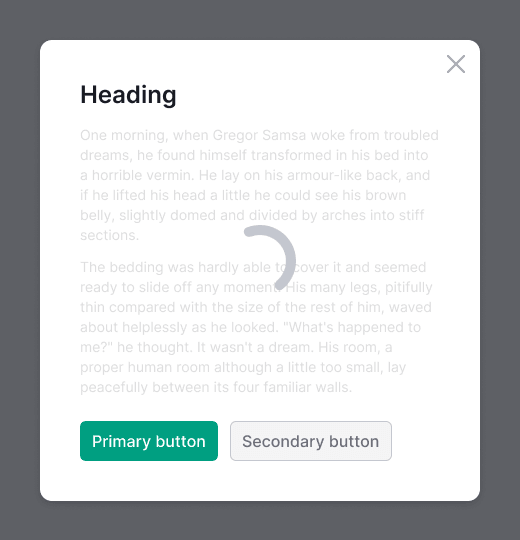 Heading
One morning, when Gregor Samsa woke from troubled
dreams, he found himself transformed in his bed into
a horrible vermin. He lay on his armour-like back, and
if he lifted his head a little he could see his brown
belly, slightly domed and divided by arches into stiff
sections.
The bedding was hardly able to cover it and seemed
ready to slide off any moment. His many legs, pitifully
thin compared with the size of the rest of him, waved
about helplessly as he looked. "What's happened to
me?" he thought. It wasn't a dream. His room, a
proper human room although a little too small, lay
peacefully between its four familiar walls.
Primary button
Secondary button